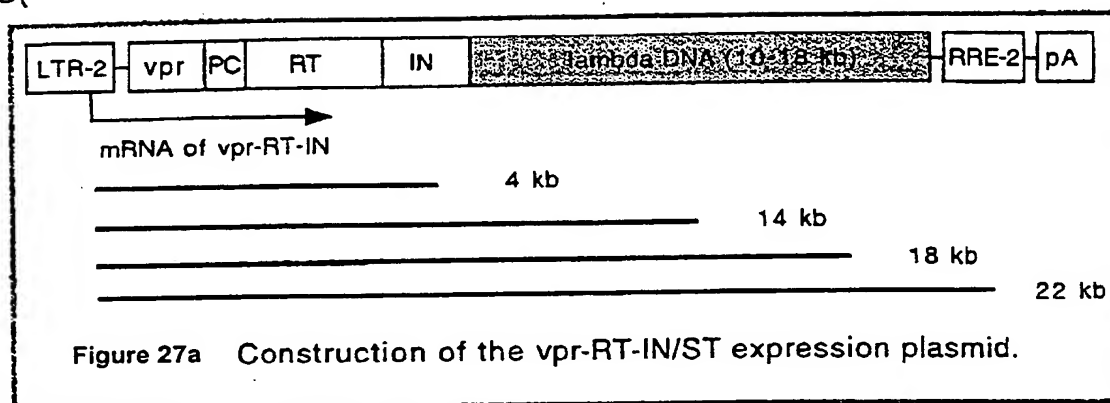 LTR-2 vpr PC RT IN lambda DNA (10-18 kb) RRE-2 pA
mRNA of vpr-RT-IN
4 kb
14 kb
18 kb
22 kb
Figure 27a Construction of the vpr-RT-IN/ST expression plasmid.